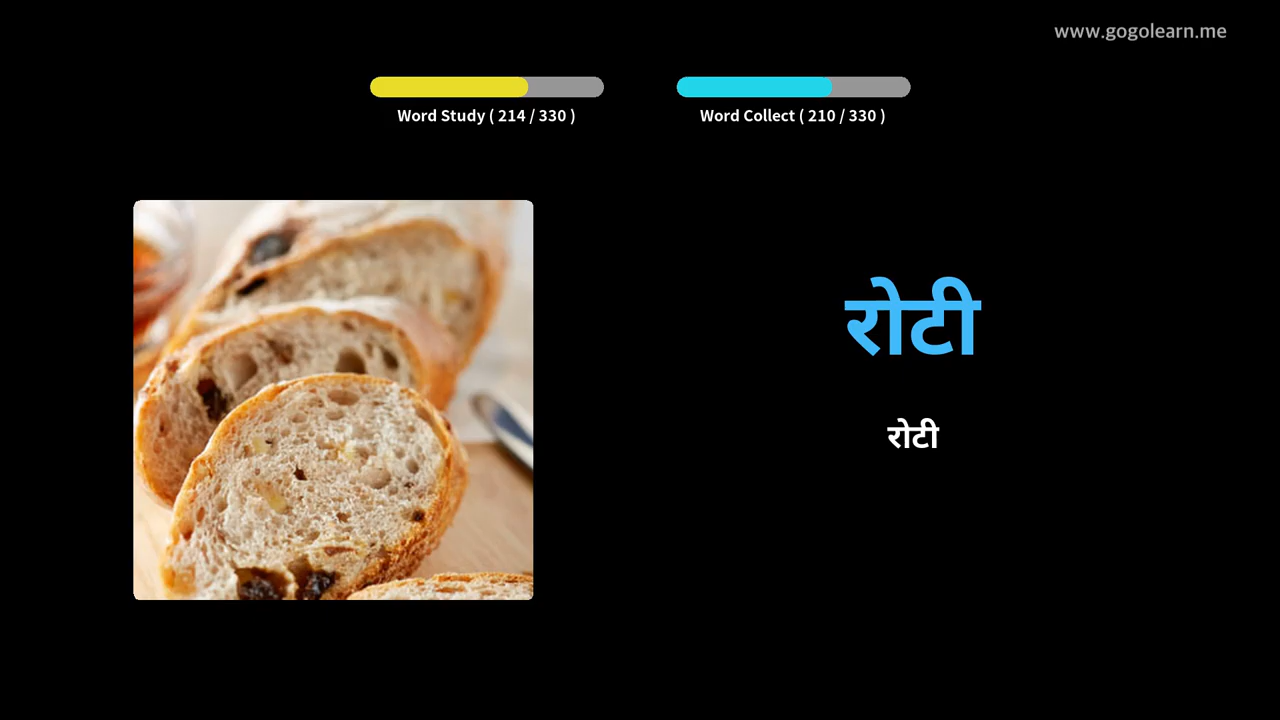 www.gogolearn.me
Word Study ( 214 / 330 )
Word Collect ( 210 / 330 )
रोटी
रोटी